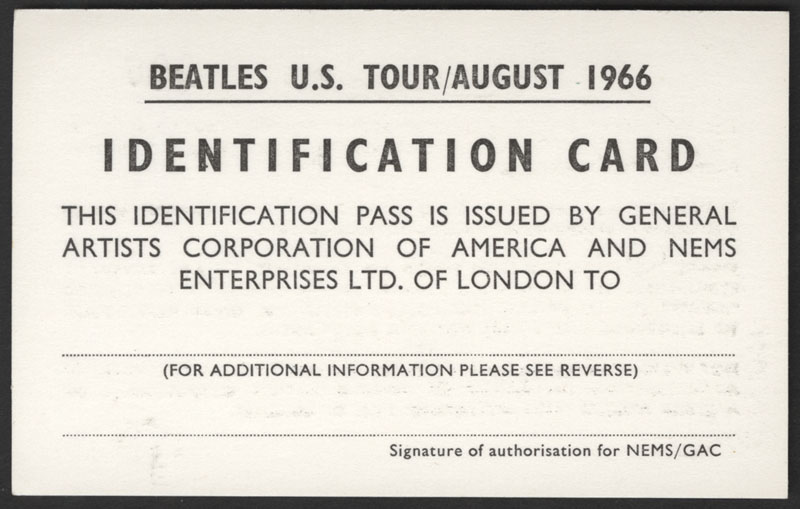 BEATLES U.S. TOUR/AUGUST 1966
IDENTIFICATION CARD
THIS IDENTIFICATION PASS IS ISSUED BY GENERAL
ARTISTS CORPORATION OF AMERICA AND NEMS
ENTERPRISES LTD. OF LONDON TO
(FOR ADDITIONAL INFORMATION PLEASE SEE REVERSE)
Signature of authorisation for NEMS/GAC